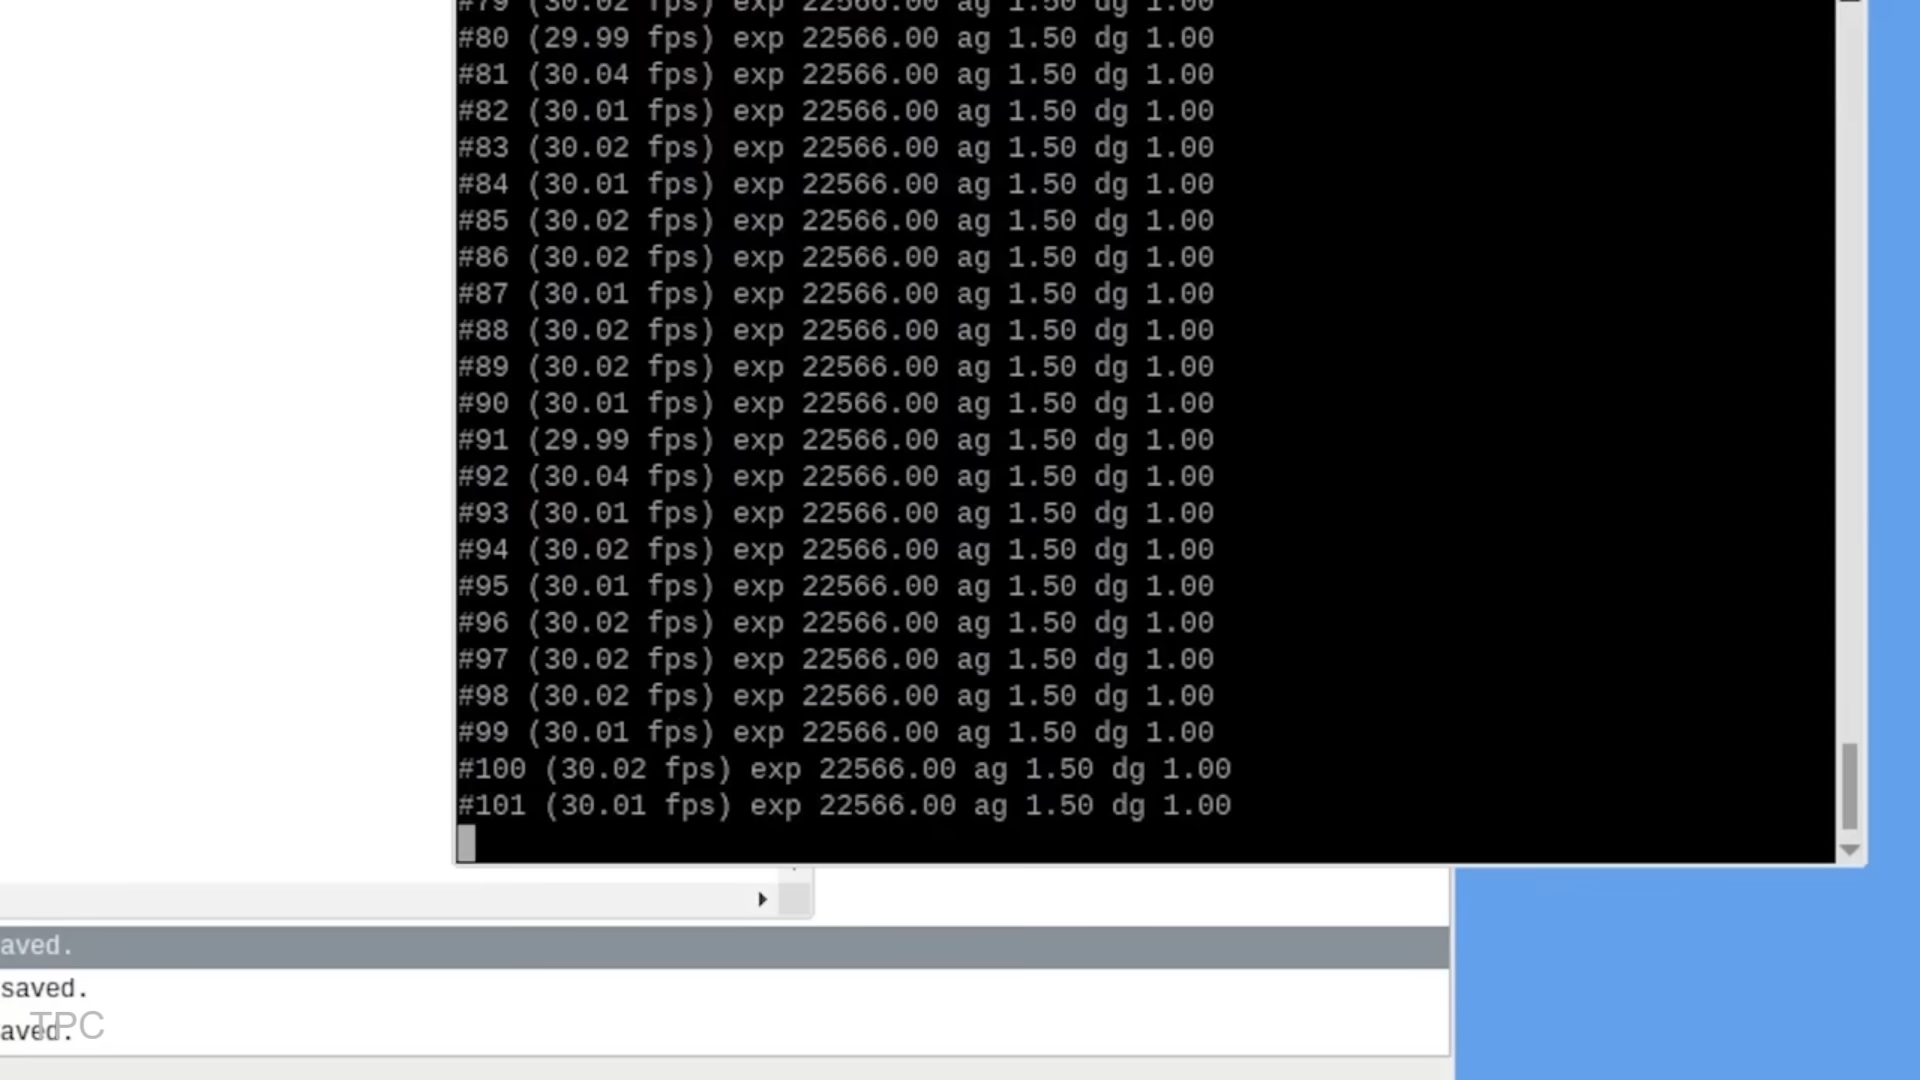 #79 (30.02 fps) exp 22566.00 ag 1.50 dg 1.00
#80 (29.99 fps) exp 22566.00 ag 1.50 dg 1.00
#81 (30.04 fps) exp 22566.00 ag 1.50 dg 1.00
#82 (30.01 fps) exp 22566.00 ag 1.50 dg 1.00
#83 (30.02 fps) exp 22566.00 ag 1.50 dg 1.00
#84 (30.01 fps) exp 22566.00 ag 1.50 dg 1.00
#85 (30.02 fps) exp 22566.00 ag 1.50 dg 1.00
#86 (30.02 fps) exp 22566.00 ag 1.50 dg 1.00
#87 (30.01 fps) exp 22566.00 ag 1.50 dg 1.00
#88 (30.02 fps) exp 22566.00 ag 1.50 dg 1.00
#89 (30.02 fps) exp 22566.00 ag 1.50 dg 1.00
#90 (30.01 fps) exp 22566.00 ag 1.50 dg 1.00
#91 (29.99 fps) exp 22566.00 ag 1.50 dg 1.00
#92 (30.04 fps) exp 22566.00 ag 1.50 dg 1.00
#93 (30.01 fps) exp 22566.00 ag 1.50 dg 1.00
#94 (30.02 fps) exp 22566.00 ag 1.50 dg 1.00
#95 (30.01 fps) exp 22566.00 ag 1.50 dg 1.00
#96 (30.02 fps) exp 22566.00 ag 1.50 dg 1.00
#97 (30.02 fps) exp 22566.00 ag 1.50 dg 1.00
#98 (30.02 fps) exp 22566.00 ag 1.50 dg 1.00
#99 (30.01 fps) exp 22566.00 ag 1.50 dg 1.00
#100 (30.02 fps) exp 22566.00 ag 1.50 dg 1.00
#101 (30.01 fps) exp 22566.00 ag 1.50 dg 1.00
aved.
saved.
aved.
TPC